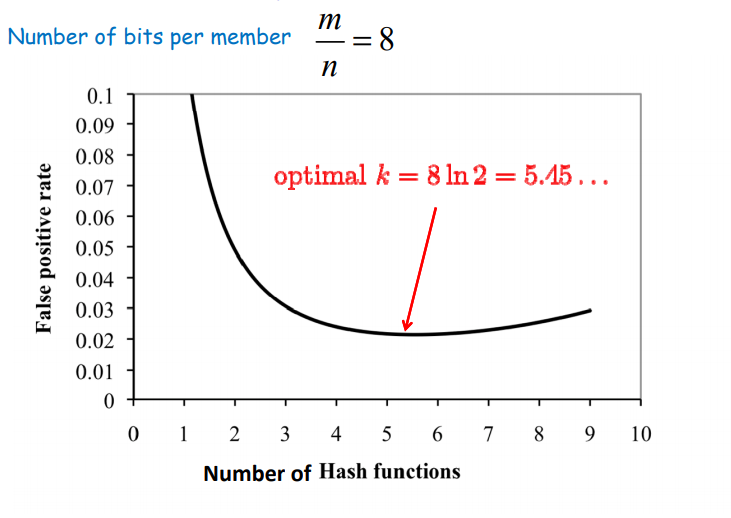 Number of bits per member m/n = 8
0.1
0.09
0.08
0.07
0.06
0.05
0.04
0.03
0.02
0.01
0
False positive rate
optimal k = 8 ln 2 = 5.45...
0 1 2 3 4 5 6 7 8 9 10
Number of Hash functions